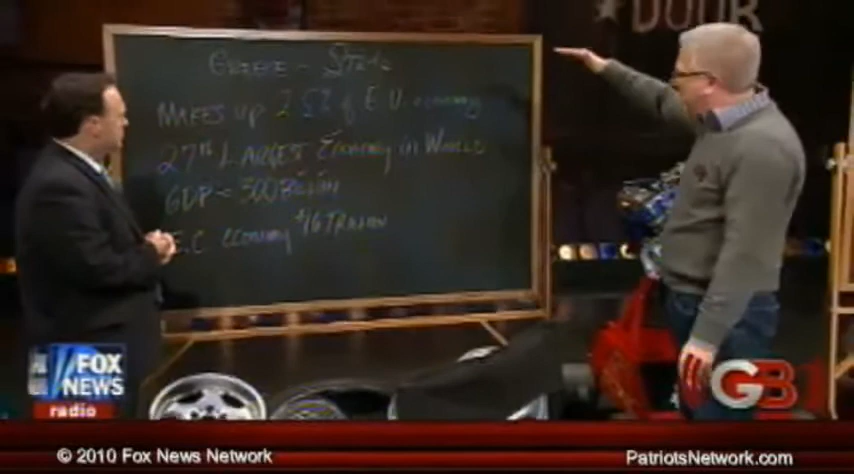 DOOR
GREECE - STATS
MAKES UP 2.5% of E.U. economy
27TH LARGEST Economy in WORLD
GDP = 300 Billion
E.C economy $16 TRILLION
FOX
NEWS
radio
GB
© 2010 Fox News Network
PatriotsNetwork.com